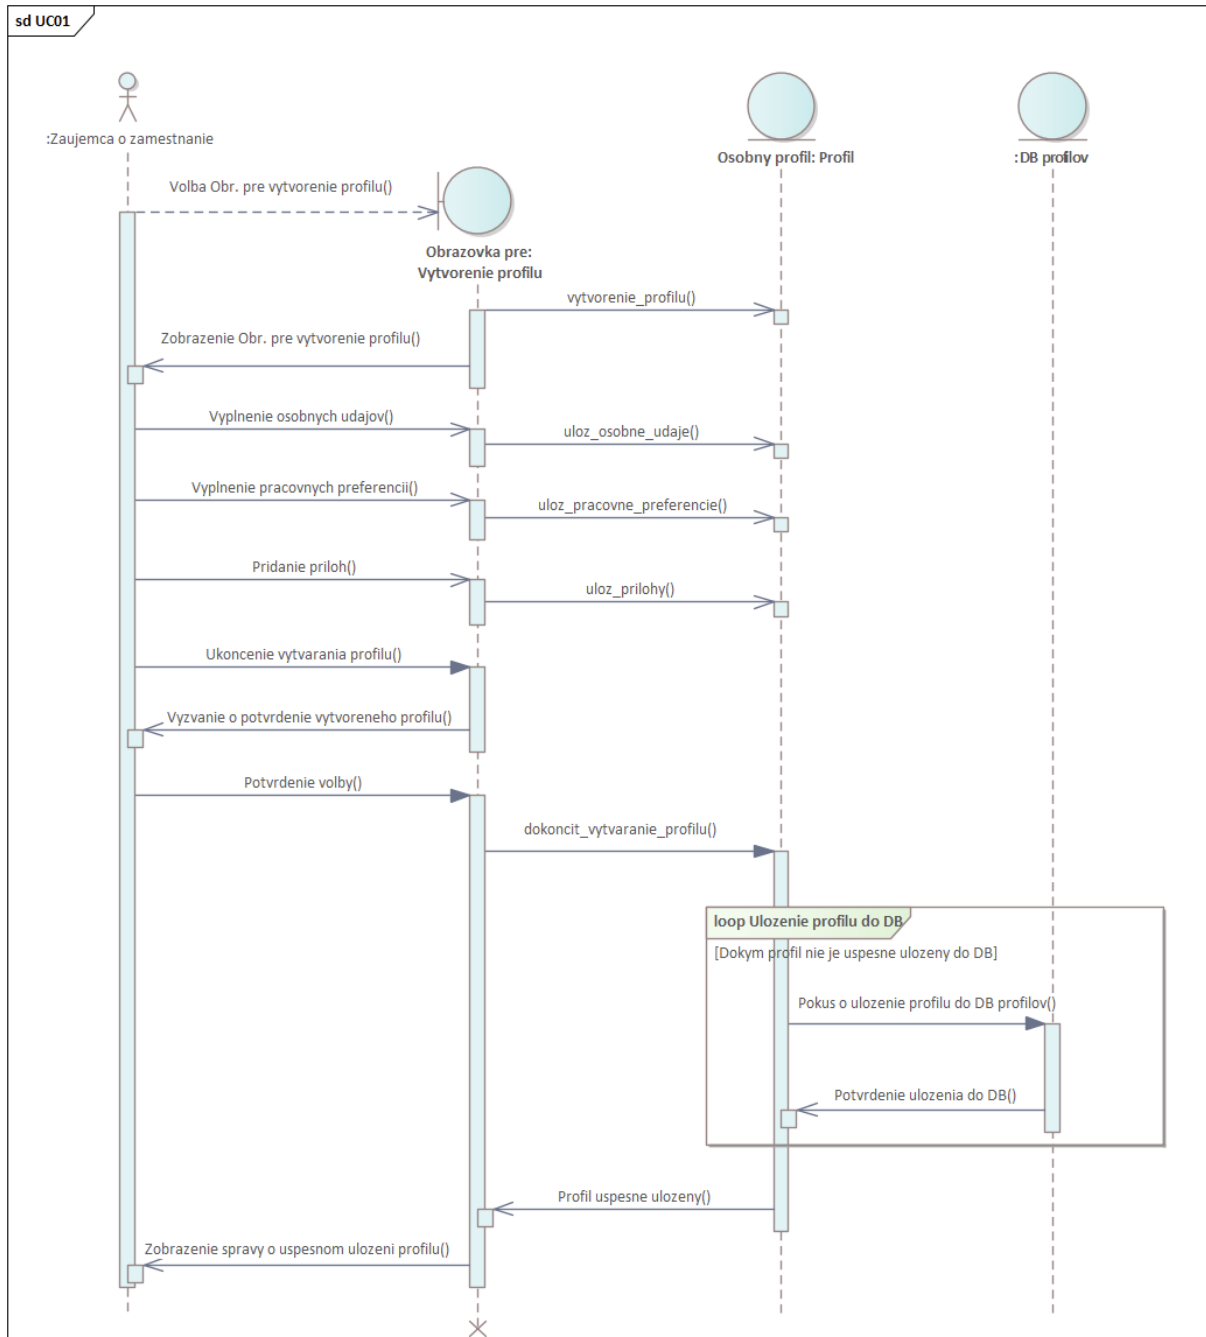 sd UC01
:Zaujemca o zamestnanie
Osobny profil: Profil
:DB profilov
Volba Obr. pre vytvorenie profilu()
Obrazovka pre:
Vytvorenie profilu
vytvorenie_profilu()
Zobrazenie Obr. pre vytvorenie profilu()
Vyplnenie osobnych udajov()
uloz_osobne_udaje()
Vyplnenie pracovnych preferencii()
uloz_pracovne_preferencie()
Pridanie priloh()
uloz_prilohy()
Ukoncenie vytvarania profilu()
Vyzvanie o potvrdenie vytvoreneho profilu()
Potvrdenie volby()
dokoncit_vytvaranie_profilu()
loop Ulozenie profilu do DB
[Dokym profil nie je uspesne ulozeny do DB]
Pokus o ulozenie profilu do DB profilov()
Potvrdenie ulozenia do DB()
Profil uspesne ulozeny()
Zobrazenie spravy o uspesnom ulozeni profilu()